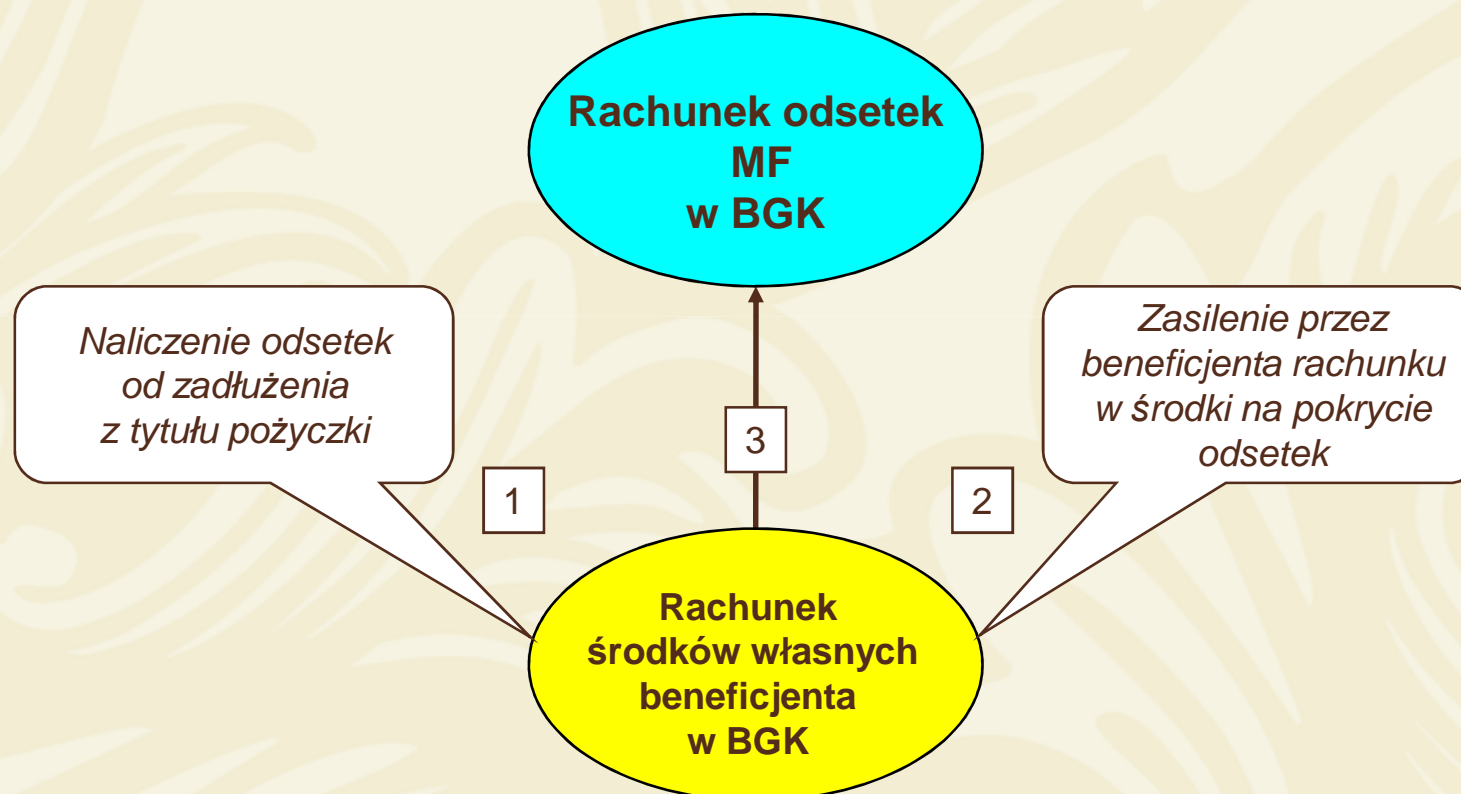 Rachunek odsetek
MF
w BGK
Naliczenie odsetek
od zadłużenia
z tytułu pożyczki
Zasilenie przez
beneficjenta rachunku
w środki na pokrycie
odsetek
3
1
2
Rachunek
środków własnych
beneficjenta
w BGK